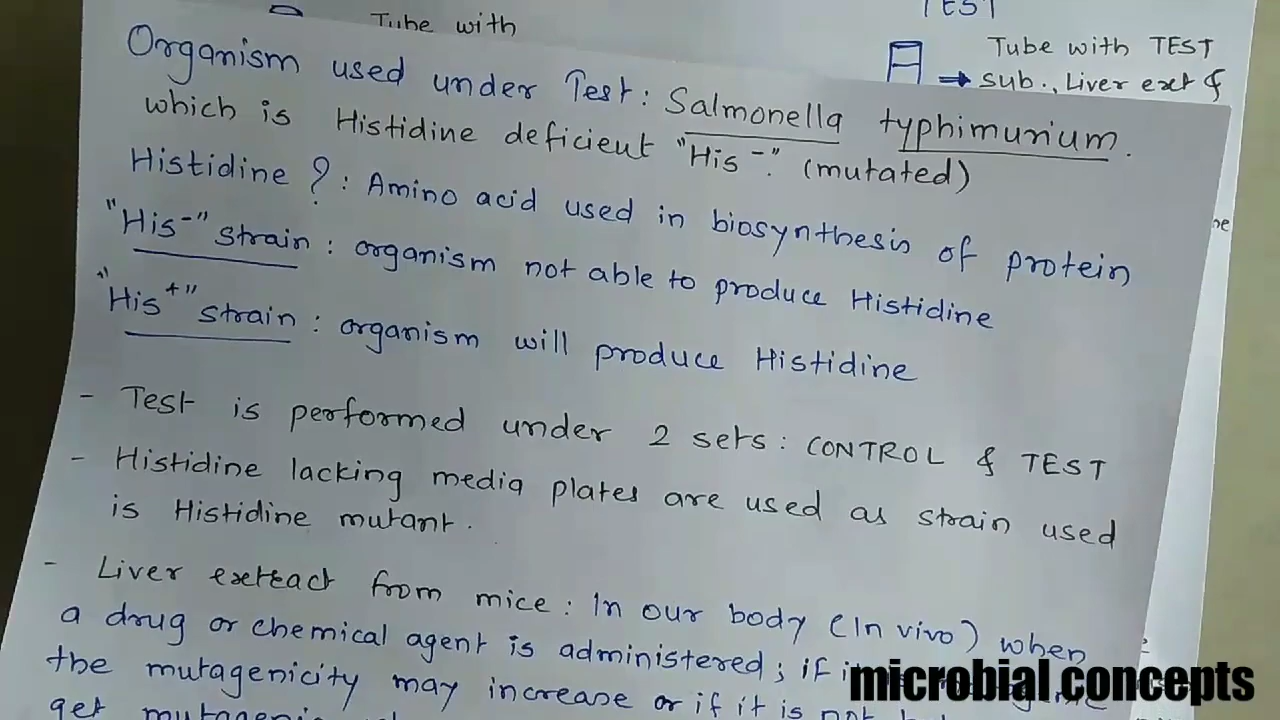 Tube with
TEST
Tube with TEST
sub., Liver ext &
Organism used under Test: Salmonella typhimurium.
which is Histidine deficient "His -". (mutated)
Histidine ? : Amino acid used in biosynthesis of protein
"His-" strain : organism not able to produce Histidine
"His+" strain : organism will produce Histidine
- Test is performed under 2 sets: CONTROL & TEST
- Histidine lacking media plates are used as strain used
is Histidine mutant.
- Liver exteact from mice: In our body (In vivo) when
a drug or chemical agent is administered; if
the mutagenicity may increase or if it is not
get
microbial concepts